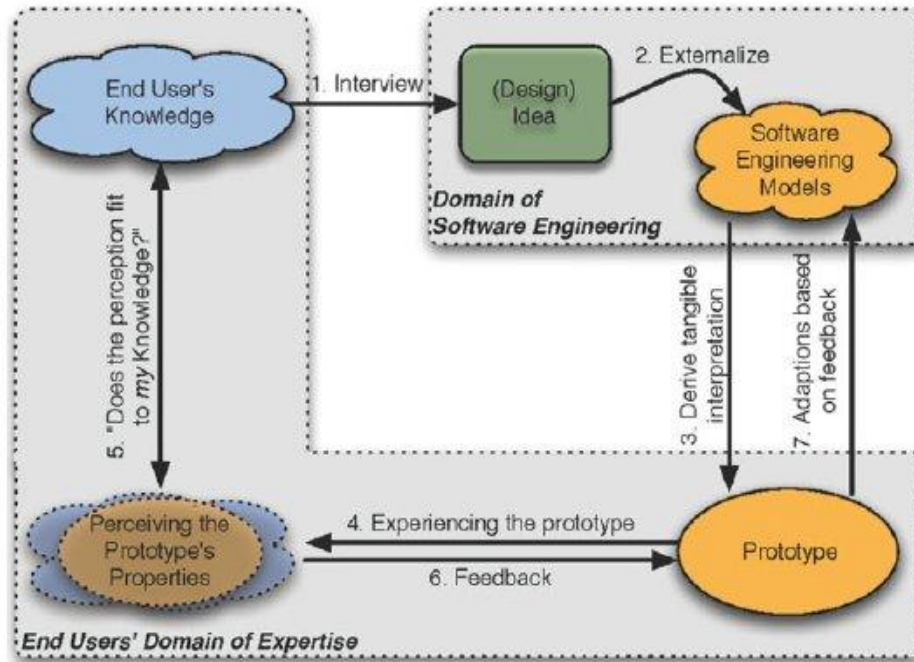 End User's
Knowledge
1. Interview
(Design)
Idea
2. Externalize
Software
Engineering
Models
Domain of
Software Engineering
5. "Does the perception fit
to my Knowledge?"
3. Derive tangible
interpretation
7. Adaptions based
on feedback
Perceiving the
Prototype's
Properties
4. Experiencing the prototype
6. Feedback
Prototype
End Users' Domain of Expertise